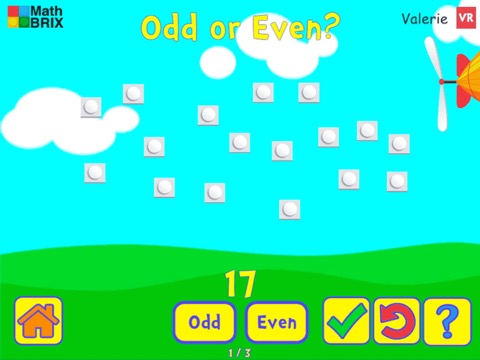 Math
BRIX
Odd or Even?
Valerie VR
17
Odd Even ?
1 / 3